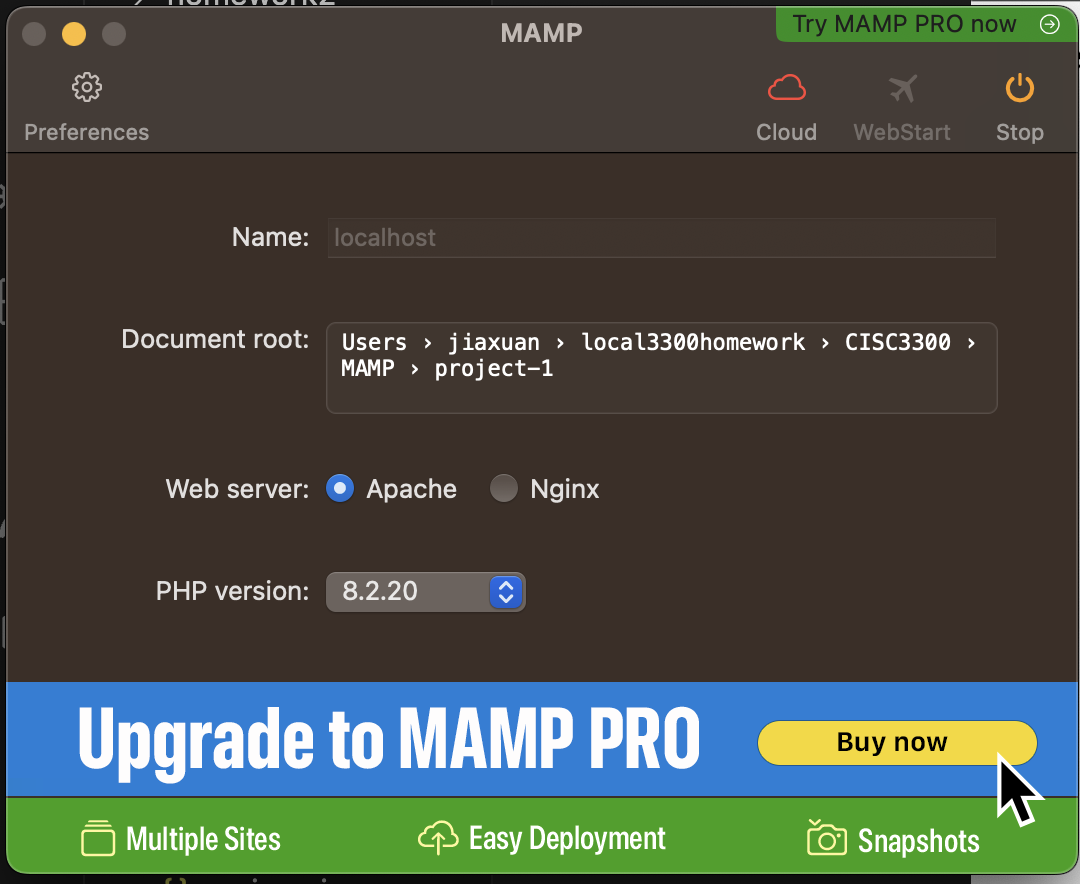 MAMP
Try MAMP PRO now
Preferences
Cloud
WebStart
Stop
Name: localhost
Document root: Users › jiaxuan › local3300homework › CISC3300 ›
MAMP › project-1
Web server: Apache Nginx
PHP version: 8.2.20
Upgrade to MAMP PRO
Buy now
Multiple Sites
Easy Deployment
Snapshots